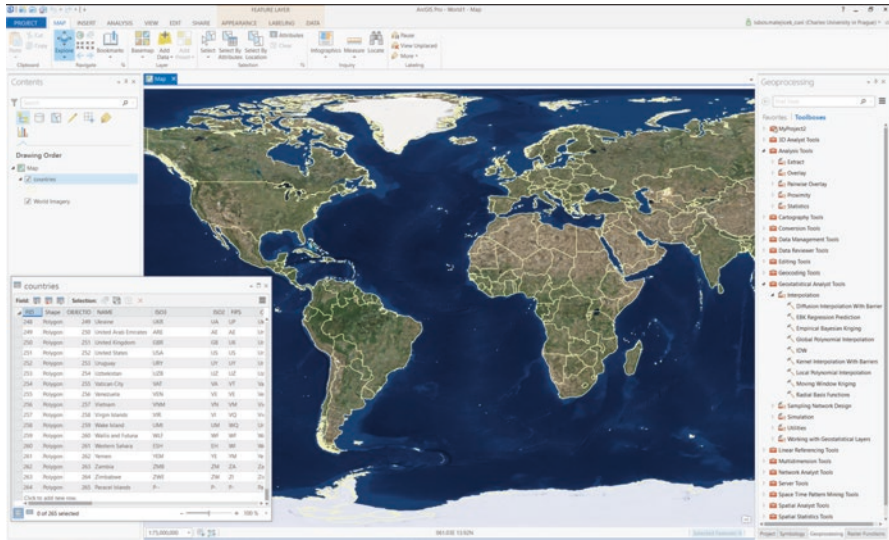 FEATURE LAYER
ArcGIS Pro - World1 - Map
PROJECT MAP INSERT ANALYSIS VIEW EDIT SHARE APPEARANCE LABELING DATA
Paste
Cut
Copy
Explore
Bookmarks
Basemap
Add Data
Add Preset
Select
Select By Attributes
Select By Location
Attributes
Clear
Infographics
Measure
Locate
Pause
View Unplaced
More
Clipboard
Navigate
Layer
Selection
Inquiry
Labeling
Contents
Search
Drawing Order
Map
countries
World Imagery
Map
countries
Field:
Selection:
FID Shape OBJECTID NAME ISO3 ISO2 FIPS
248 Polygon 249 Ukraine UKR UA UP
249 Polygon 250 United Arab Emirates ARE AE AE
250 Polygon 251 United Kingdom GBR GB UK
251 Polygon 252 United States USA US US
252 Polygon 253 Uruguay URY UY UY
253 Polygon 254 Uzbekistan UZB UZ UZ
254 Polygon 255 Vatican City VAT VA VT
255 Polygon 256 Venezuela VEN VE VE
256 Polygon 257 Vietnam VNM VN VM
257 Polygon 258 Virgin Islands VIR VI VQ
258 Polygon 259 Wake Island UMI UM WQ
259 Polygon 260 Wallis and Futuna WLF WF WF
260 Polygon 261 Western Sahara ESH EH WI
261 Polygon 262 Yemen YEM YE YM
262 Polygon 263 Zambia ZMB ZM ZA
263 Polygon 264 Zimbabwe ZWE ZW ZI
264 Polygon 265 Paracel Islands P-- P- P-
Click to add new row.
0 of 265 selected
100 %
1:75,000,000
Selected Features: 0
Geoprocessing
Favorites Toolboxes
MyProject2
3D Analyst Tools
Analysis Tools
Extract
Overlay
Pairwise Overlay
Proximity
Statistics
Cartography Tools
Conversion Tools
Data Management Tools
Data Reviewer Tools
Editing Tools
Geocoding Tools
Geostatistical Analyst Tools
Interpolation
Diffusion Interpolation With Barrier
EBK Regression Prediction
Empirical Bayesian Kriging
Global Polynomial Interpolation
IDW
Kernel Interpolation With Barriers
Local Polynomial Interpolation
Moving Window Kriging
Radial Basis Functions
Sampling Network Design
Simulation
Utilities
Working with Geostatistical Layers
Linear Referencing Tools
Multidimension Tools
Network Analyst Tools
Server Tools
Space Time Pattern Mining Tools
Spatial Analyst Tools
Spatial Statistics Tools
Project Symbology Geoprocessing Raster Functions